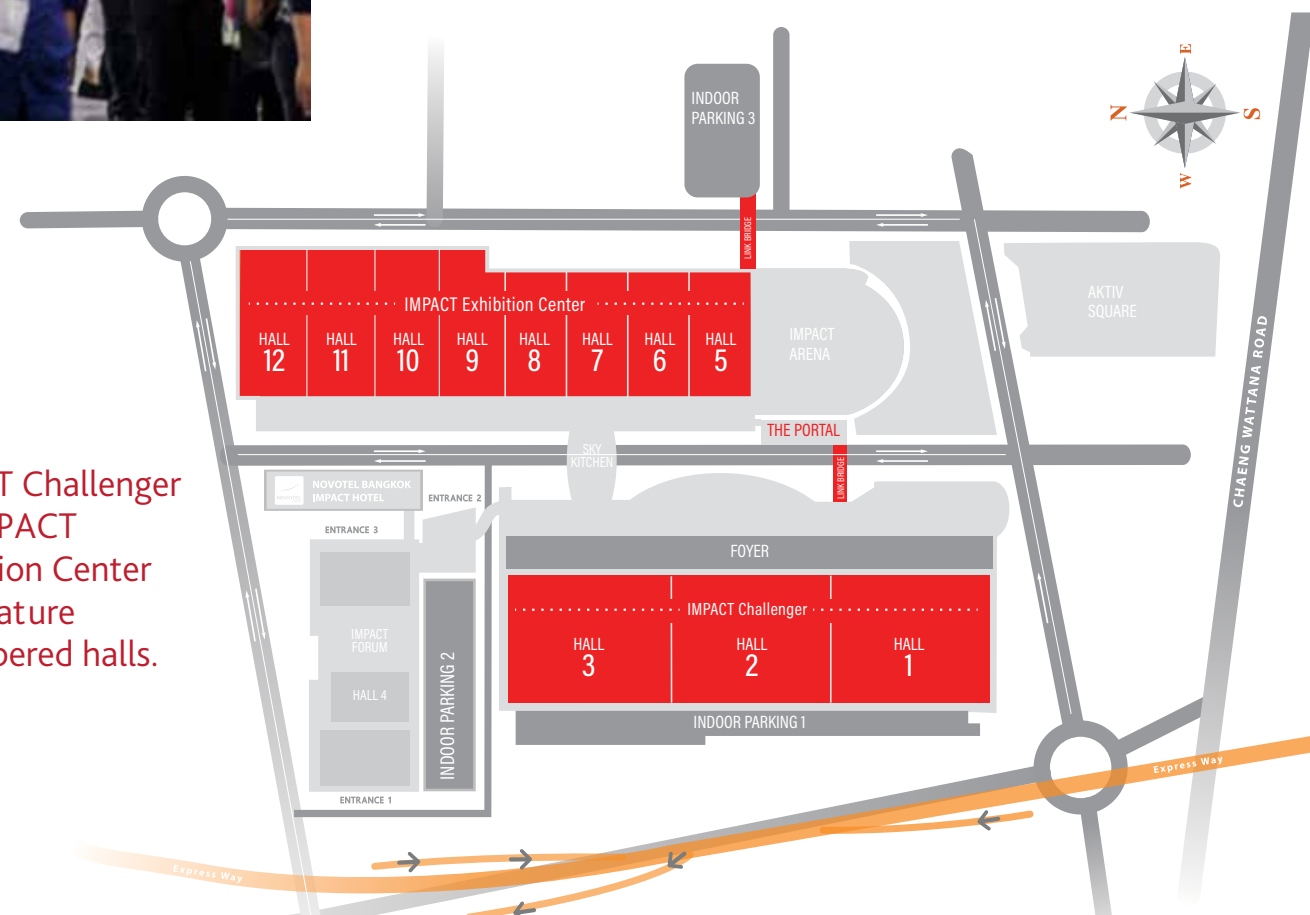 INDOOR
PARKING 3
E
N
S
W
LINK BRIDGE
IMPACT Exhibition Center
HALL
12
HALL
11
HALL
10
HALL
9
HALL
8
HALL
7
HALL
6
HALL
5
IMPACT
ARENA
AKTIV
SQUARE
CHAENG WATTANA ROAD
THE PORTAL
SKY
KITCHEN
LINK BRIDGE
T Challenger
PACT
ion Center
ature
bered halls.
NOVOTEL BANGKOK
IMPACT HOTEL
NOVOTEL
ENTRANCE 2
ENTRANCE 3
FOYER
IMPACT Challenger
HALL
3
HALL
2
HALL
1
IMPACT
FORUM
HALL 4
INDOOR PARKING 2
INDOOR PARKING 1
ENTRANCE 1
Express Way
Express Way